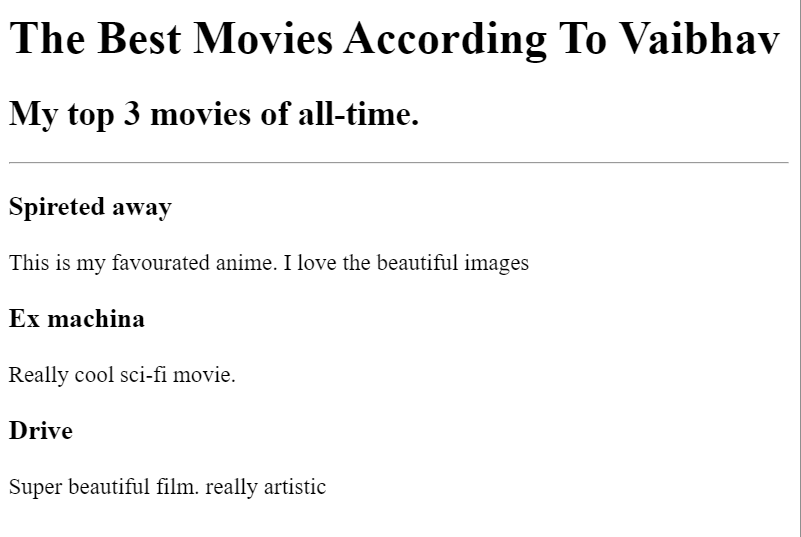 The Best Movies According To Vaibhav
My top 3 movies of all-time.
Spireted away
This is my favourated anime. I love the beautiful images
Ex machina
Really cool sci-fi movie.
Drive
Super beautiful film. really artistic